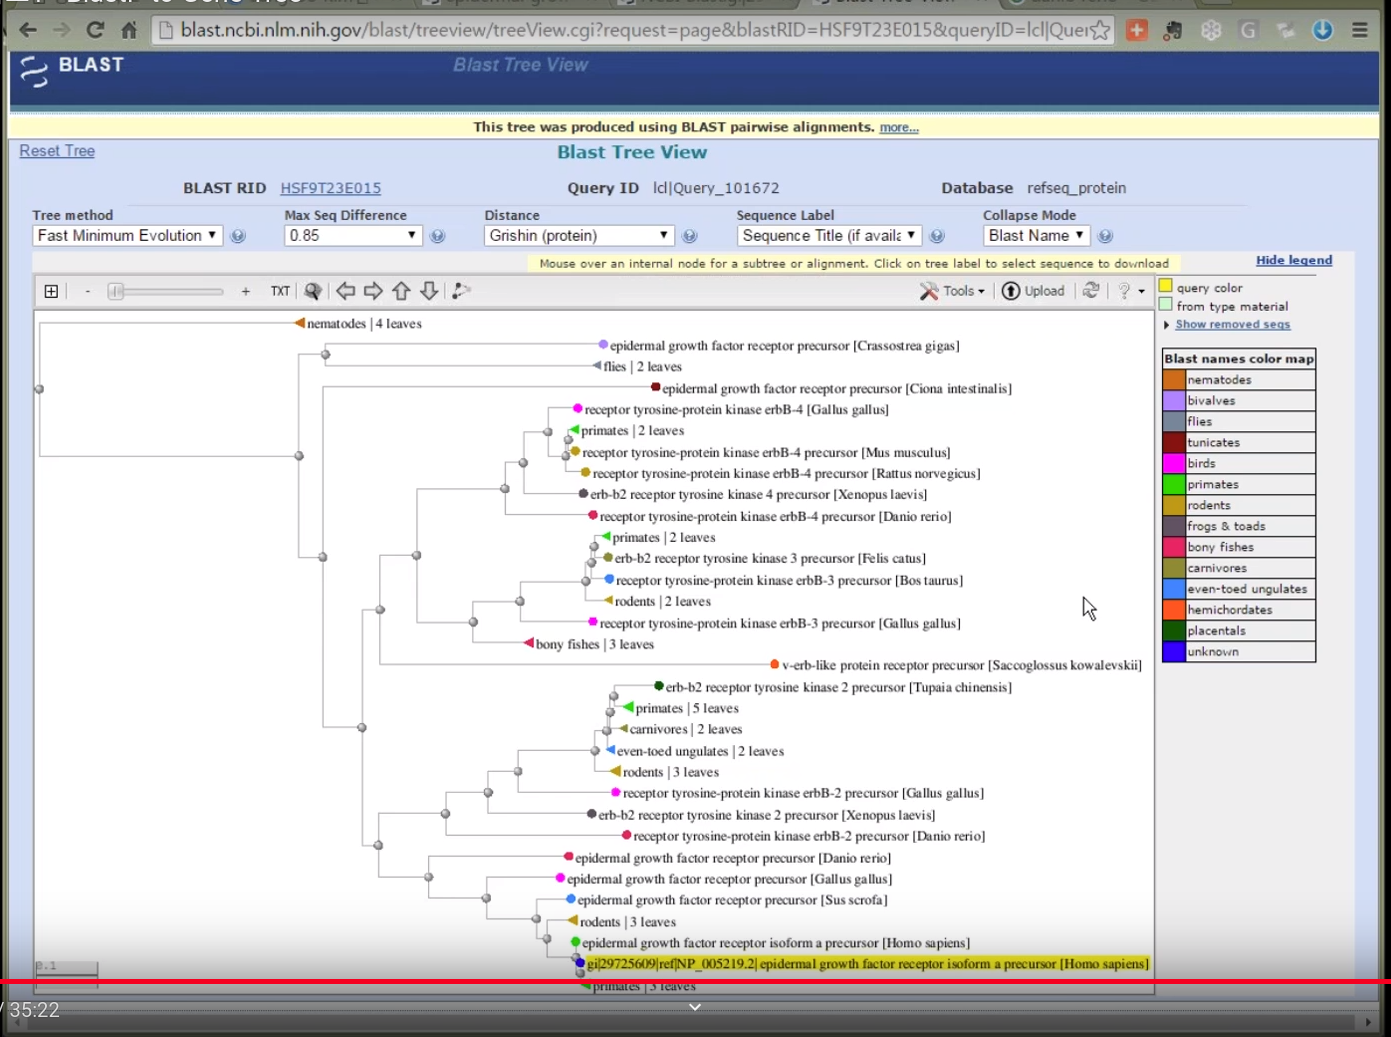 blast.ncbi.nlm.nih.gov/blast/treeview/treeView.cgi?request=page&blastRID=HSF9T23E015&queryID=lcl|Quer
BLAST
Blast Tree View
This tree was produced using BLAST pairwise alignments. more...
Reset Tree
Blast Tree View
BLAST RID HSF9T23E015 Query ID lcl|Query_101672 Database refseq_protein
Tree method Max Seq Difference Distance Sequence Label Collapse Mode
Fast Minimum Evolution 0.85 Grishin (protein) Sequence Title (if availa Blast Name
Mouse over an internal node for a subtree or alignment. Click on tree label to select sequence to download
Hide legend
- + TXT Tools Upload ?
query color
from type material
Show removed seqs
Blast names color map
nematodes
bivalves
flies
tunicates
birds
primates
rodents
frogs & toads
bony fishes
carnivores
even-toed ungulates
hemichordates
placentals
unknown
nematodes | 4 leaves
epidermal growth factor receptor precursor [Crassostrea gigas]
flies | 2 leaves
epidermal growth factor receptor precursor [Ciona intestinalis]
receptor tyrosine-protein kinase erbB-4 [Gallus gallus]
primates | 2 leaves
receptor tyrosine-protein kinase erbB-4 precursor [Mus musculus]
receptor tyrosine-protein kinase erbB-4 precursor [Rattus norvegicus]
erb-b2 receptor tyrosine kinase 4 precursor [Xenopus laevis]
receptor tyrosine-protein kinase erbB-4 precursor [Danio rerio]
primates | 2 leaves
erb-b2 receptor tyrosine kinase 3 precursor [Felis catus]
receptor tyrosine-protein kinase erbB-3 precursor [Bos taurus]
rodents | 2 leaves
receptor tyrosine-protein kinase erbB-3 precursor [Gallus gallus]
bony fishes | 3 leaves
v-erb-like protein receptor precursor [Saccoglossus kowalevskii]
erb-b2 receptor tyrosine kinase 2 precursor [Tupaia chinensis]
primates | 5 leaves
carnivores | 2 leaves
even-toed ungulates | 2 leaves
rodents | 3 leaves
receptor tyrosine-protein kinase erbB-2 precursor [Gallus gallus]
erb-b2 receptor tyrosine kinase 2 precursor [Xenopus laevis]
receptor tyrosine-protein kinase erbB-2 precursor [Danio rerio]
epidermal growth factor receptor precursor [Danio rerio]
epidermal growth factor receptor precursor [Gallus gallus]
epidermal growth factor receptor precursor [Sus scrofa]
rodents | 3 leaves
epidermal growth factor receptor isoform a precursor [Homo sapiens]
gi|29725609|ref|NP_005219.2| epidermal growth factor receptor isoform a precursor [Homo sapiens]
primates | 3 leaves
0.1
/ 35:22